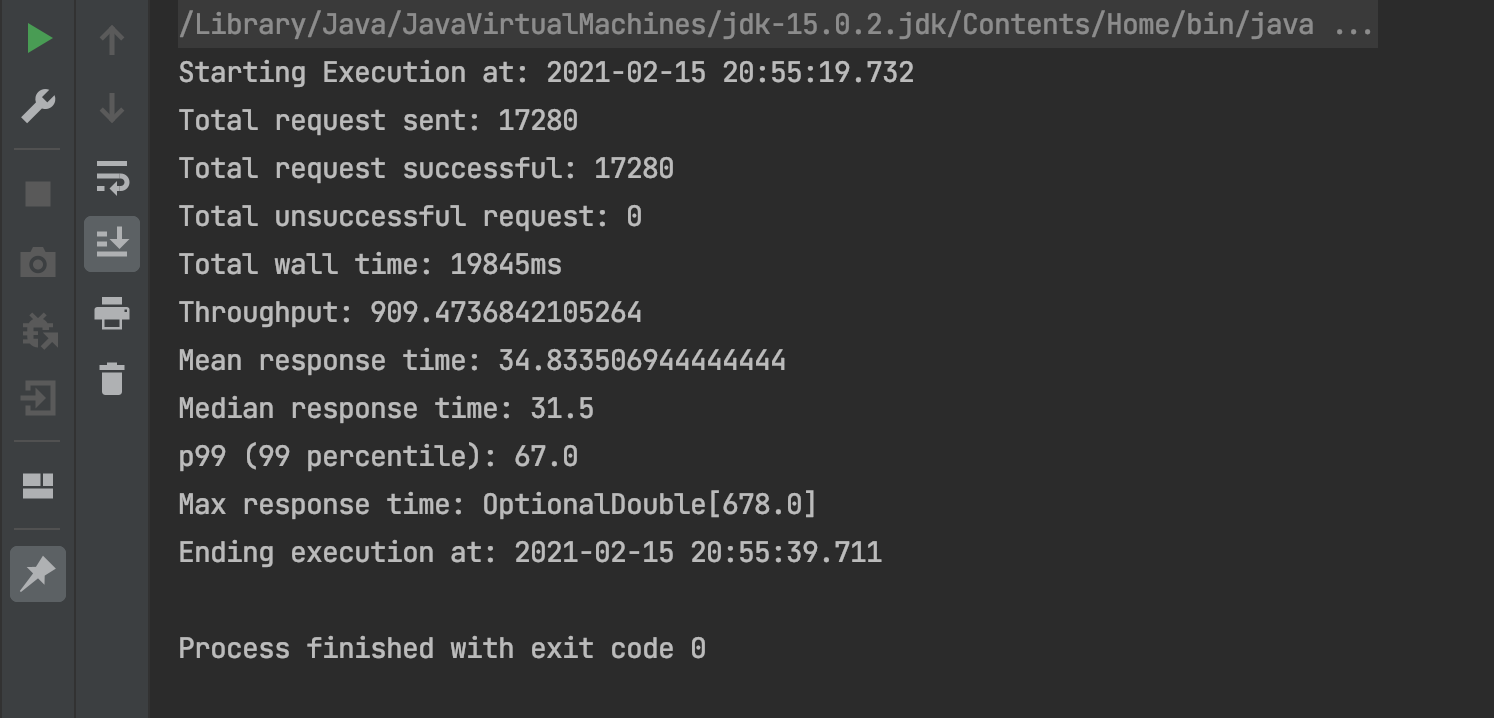 /Library/Java/JavaVirtualMachines/jdk-15.0.2.jdk/Contents/Home/bin/java ...
Starting Execution at: 2021-02-15 20:55:19.732
Total request sent: 17280
Total request successful: 17280
Total unsuccessful request: 0
Total wall time: 19845ms
Throughput: 909.4736842105264
Mean response time: 34.833506944444444
Median response time: 31.5
p99 (99 percentile): 67.0
Max response time: OptionalDouble[678.0]
Ending execution at: 2021-02-15 20:55:39.711
Process finished with exit code 0